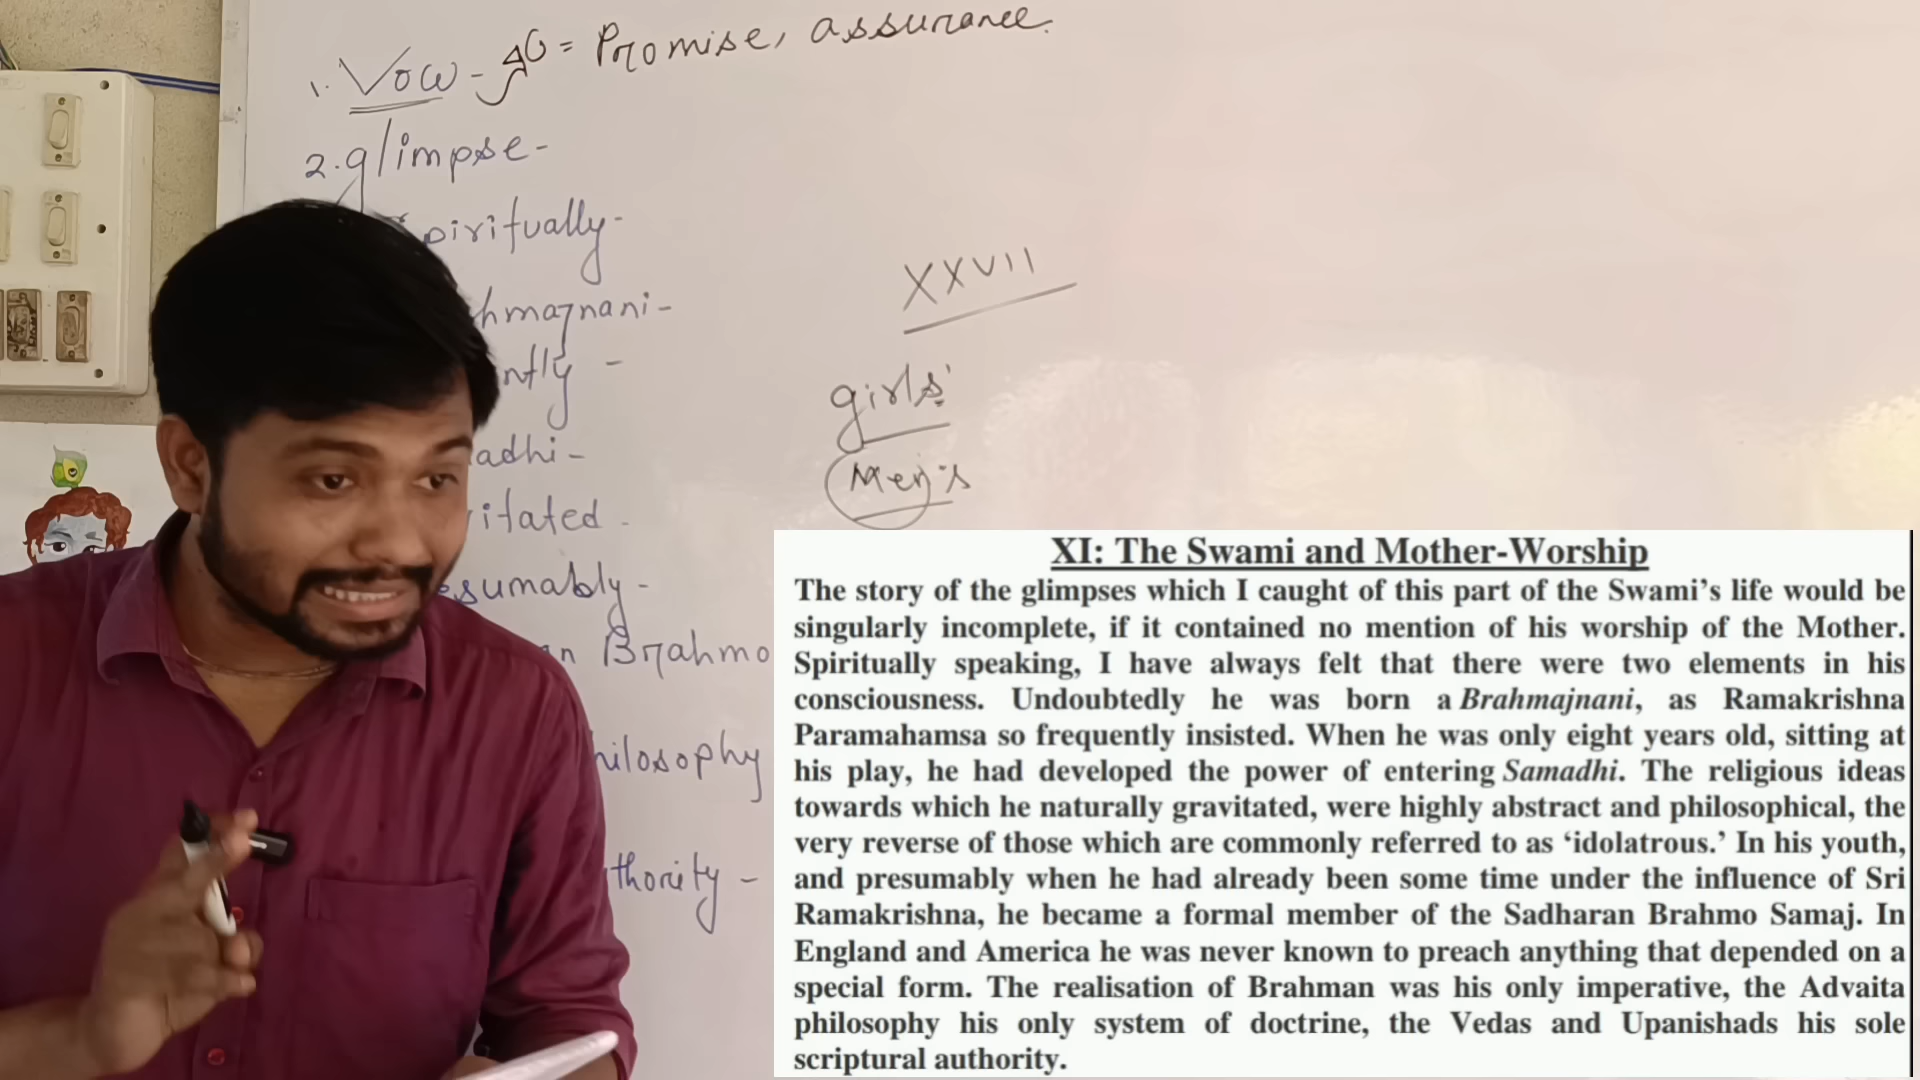 1. Vow - = Promise, assurance.
2. glimpse -
piritually -
hmajnani -
ntly -
adhi -
itated -
esumably -
n Brahmo
hilosophy
thority -
XXVII
girls'
Men's
XI: The Swami and Mother-Worship
The story of the glimpses which I caught of this part of the Swami’s life would be
singularly incomplete, if it contained no mention of his worship of the Mother.
Spiritually speaking, I have always felt that there were two elements in his
consciousness. Undoubtedly he was born a Brahmajnani, as Ramakrishna
Paramahamsa so frequently insisted. When he was only eight years old, sitting at
his play, he had developed the power of entering Samadhi. The religious ideas
towards which he naturally gravitated, were highly abstract and philosophical, the
very reverse of those which are commonly referred to as ‘idolatrous.’ In his youth,
and presumably when he had already been some time under the influence of Sri
Ramakrishna, he became a formal member of the Sadharan Brahmo Samaj. In
England and America he was never known to preach anything that depended on a
special form. The realisation of Brahman was his only imperative, the Advaita
philosophy his only system of doctrine, the Vedas and Upanishads his sole
scriptural authority.